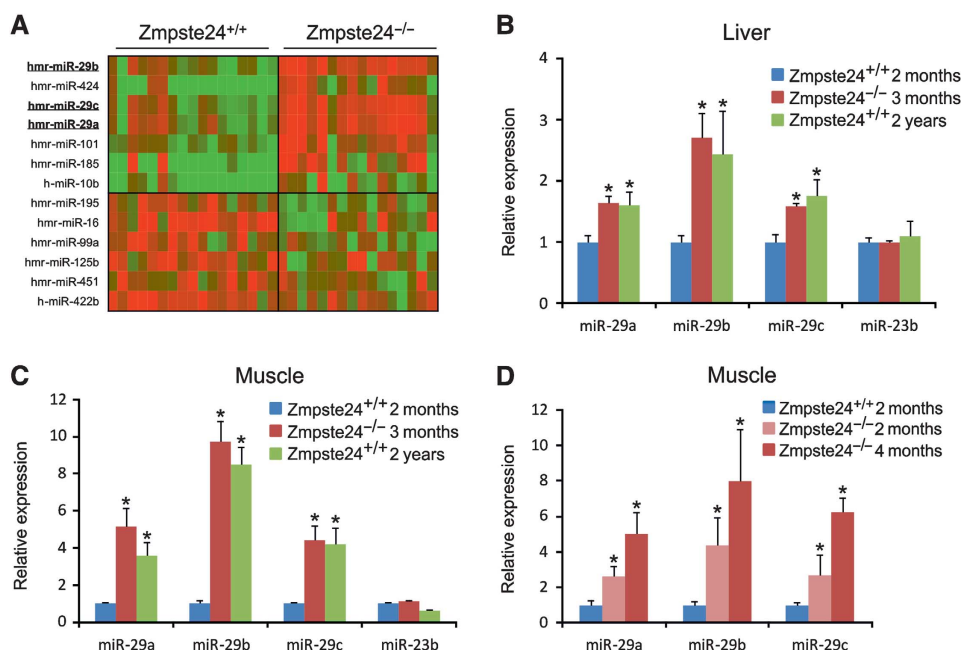 A
Zmpste24+/+ Zmpste24–/–
hmr-miR-29b
hmr-miR-424
hmr-miR-29c
hmr-miR-29a
hmr-miR-101
hmr-miR-185
h-miR-10b
hmr-miR-195
hmr-miR-16
hmr-miR-99a
hmr-miR-125b
hmr-miR-451
h-miR-422b
B
Liver
Zmpste24+/+ 2 months
Zmpste24–/– 3 months
Zmpste24+/+ 2 years
Relative expression
4
3
2
1
0
* * * * * *
miR-29a miR-29b miR-29c miR-23b
C
Muscle
Zmpste24+/+ 2 months
Zmpste24–/– 3 months
Zmpste24+/+ 2 years
Relative expression
12
10
8
6
4
2
0
* * * * * *
miR-29a miR-29b miR-29c miR-23b
D
Muscle
Zmpste24+/+ 2 months
Zmpste24–/– 2 months
Zmpste24–/– 4 months
Relative expression
12
10
8
6
4
2
0
* * * * * *
miR-29a miR-29b miR-29c